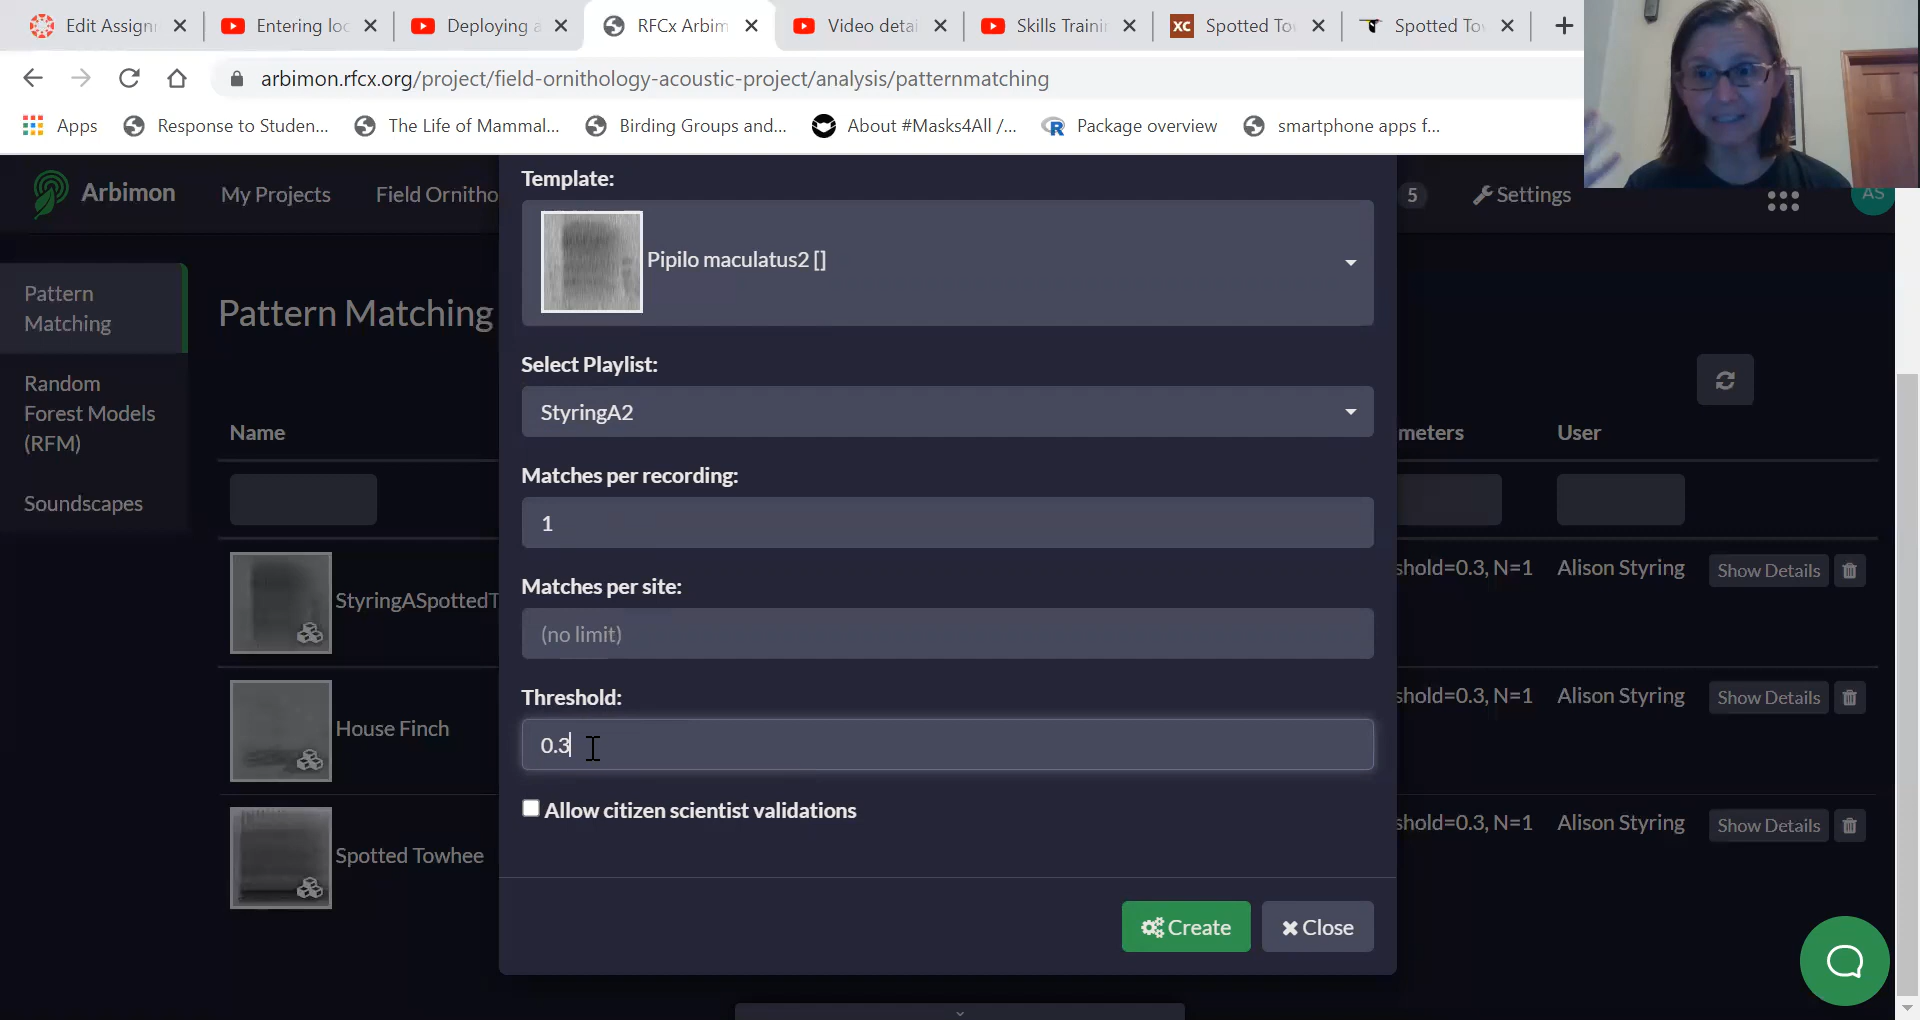 Edit Assign
Entering loc
Deploying a
RFCx Arbim
Video detai
Skills Traini
XC Spotted To
Spotted To
arbimon.rfcx.org/project/field-ornithology-acoustic-project/analysis/patternmatching
Apps
Response to Studen...
The Life of Mammal...
Birding Groups and...
About #Masks4All /...
Package overview
smartphone apps f...
Arbimon
My Projects
Field Ornitho
5
Settings
AS
Pattern
Matching
Random
Forest Models
(RFM)
Soundscapes
Pattern Matching
Name
StyringASpottedT
House Finch
Spotted Towhee
Template:
Pipilo maculatus2 []
Select Playlist:
StyringA2
Matches per recording:
1
Matches per site:
(no limit)
Threshold:
0.3
Allow citizen scientist validations
Create
Close
meters
User
shold=0.3, N=1
Alison Styring
Show Details
shold=0.3, N=1
Alison Styring
Show Details
shold=0.3, N=1
Alison Styring
Show Details